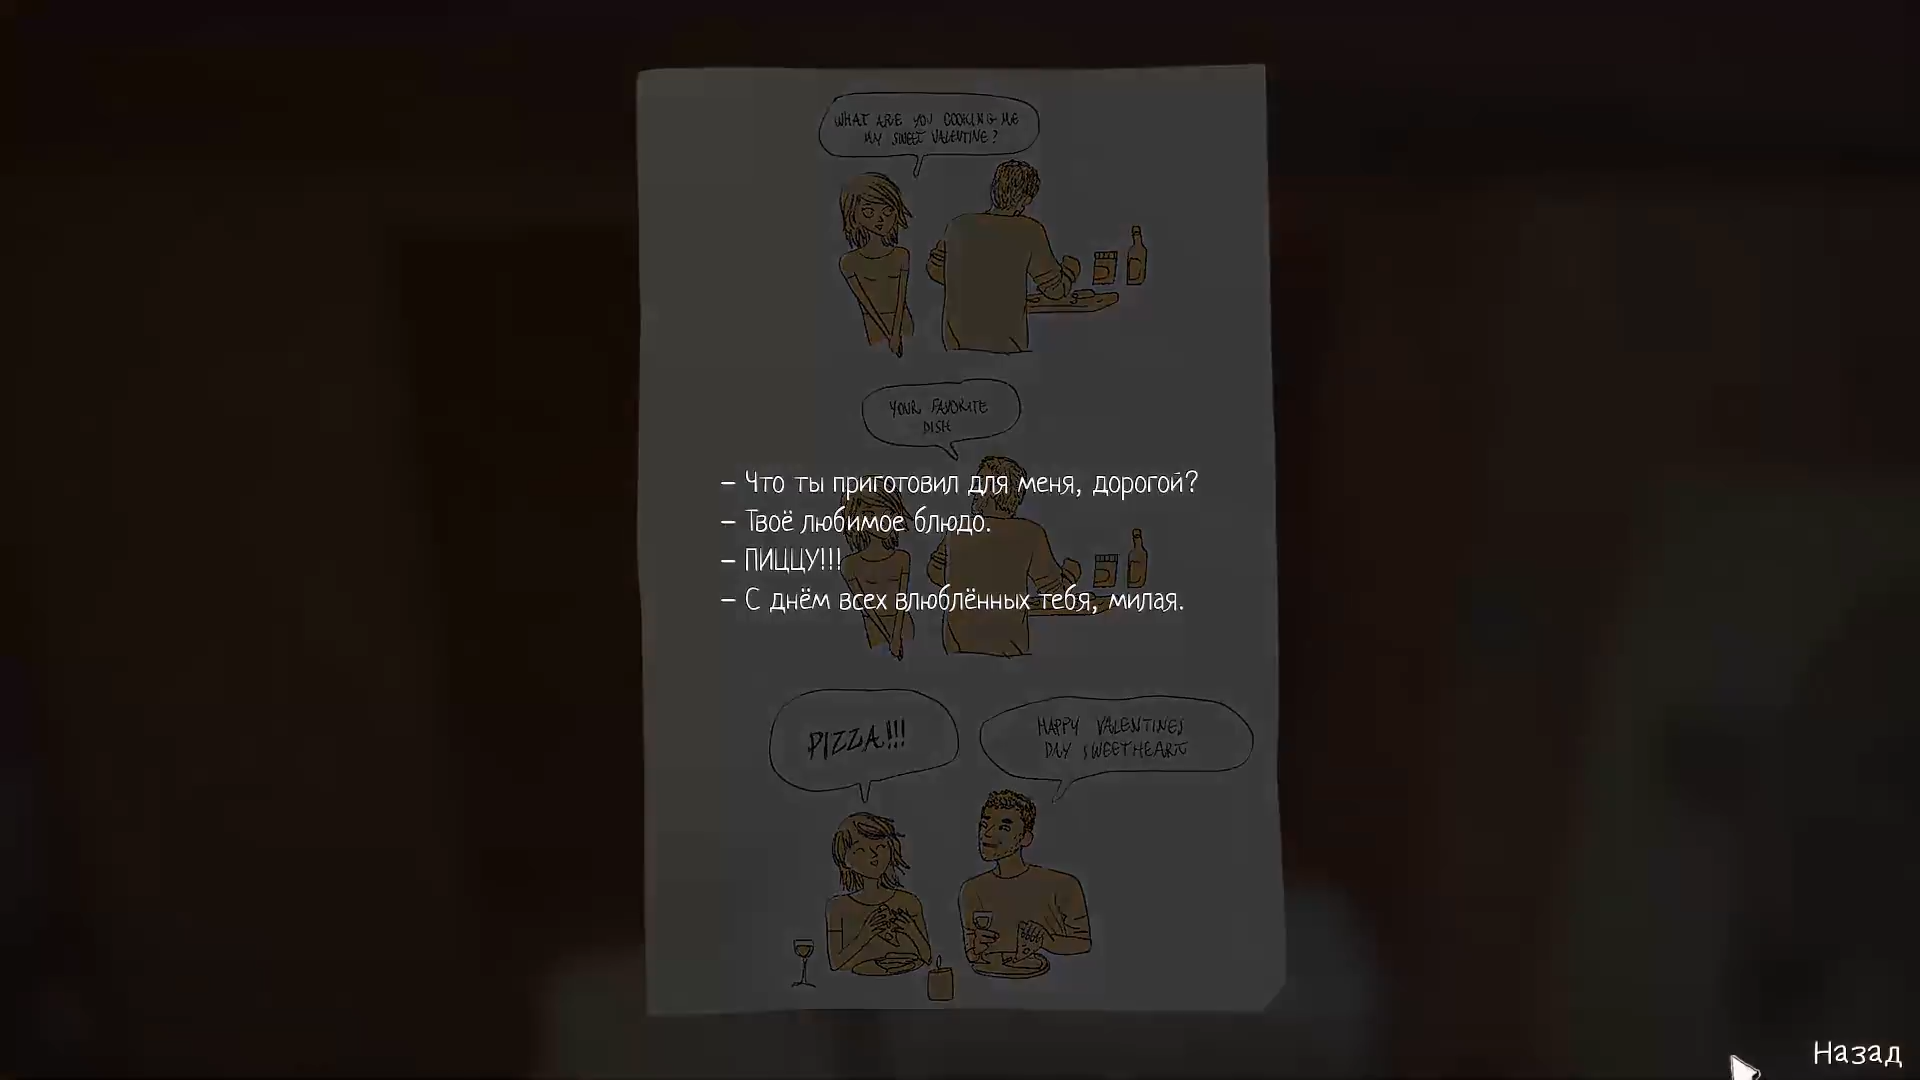 WHAT ARE YOU COOKING ME
MY SWEET VALENTINE?
YOUR FAVORITE
DISH
– Что ты приготовил для меня, дорогой?
– Твоё любимое блюдо.
– ПИЦЦУ!!!
– С днём всех влюблённых тебя, милая.
PIZZA!!!
HAPPY VALENTINES
DAY SWEETHEART
Назад